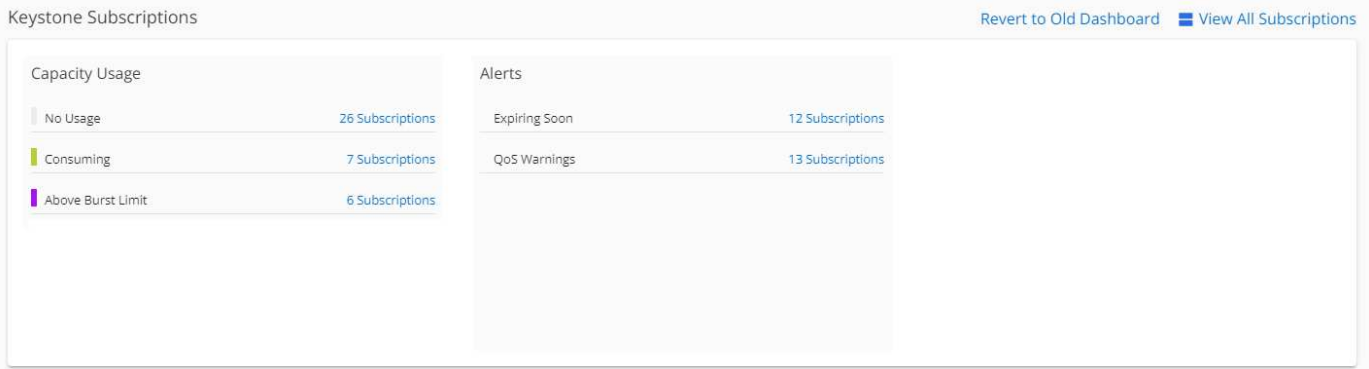 Keystone Subscriptions
Revert to Old Dashboard
View All Subscriptions
Capacity Usage
No Usage 26 Subscriptions
Consuming 7 Subscriptions
Above Burst Limit 6 Subscriptions
Alerts
Expiring Soon 12 Subscriptions
QoS Warnings 13 Subscriptions